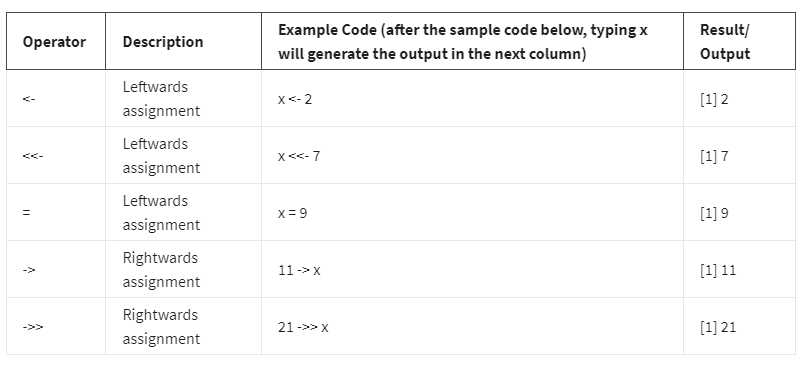 Operator Description Example Code (after the sample code below, typing x will generate the output in the next column) Result/ Output
<- Leftwards assignment x <- 2 [1] 2
<<- Leftwards assignment x <<- 7 [1] 7
= Leftwards assignment x = 9 [1] 9
-> Rightwards assignment 11 -> x [1] 11
->> Rightwards assignment 21 ->> x [1] 21